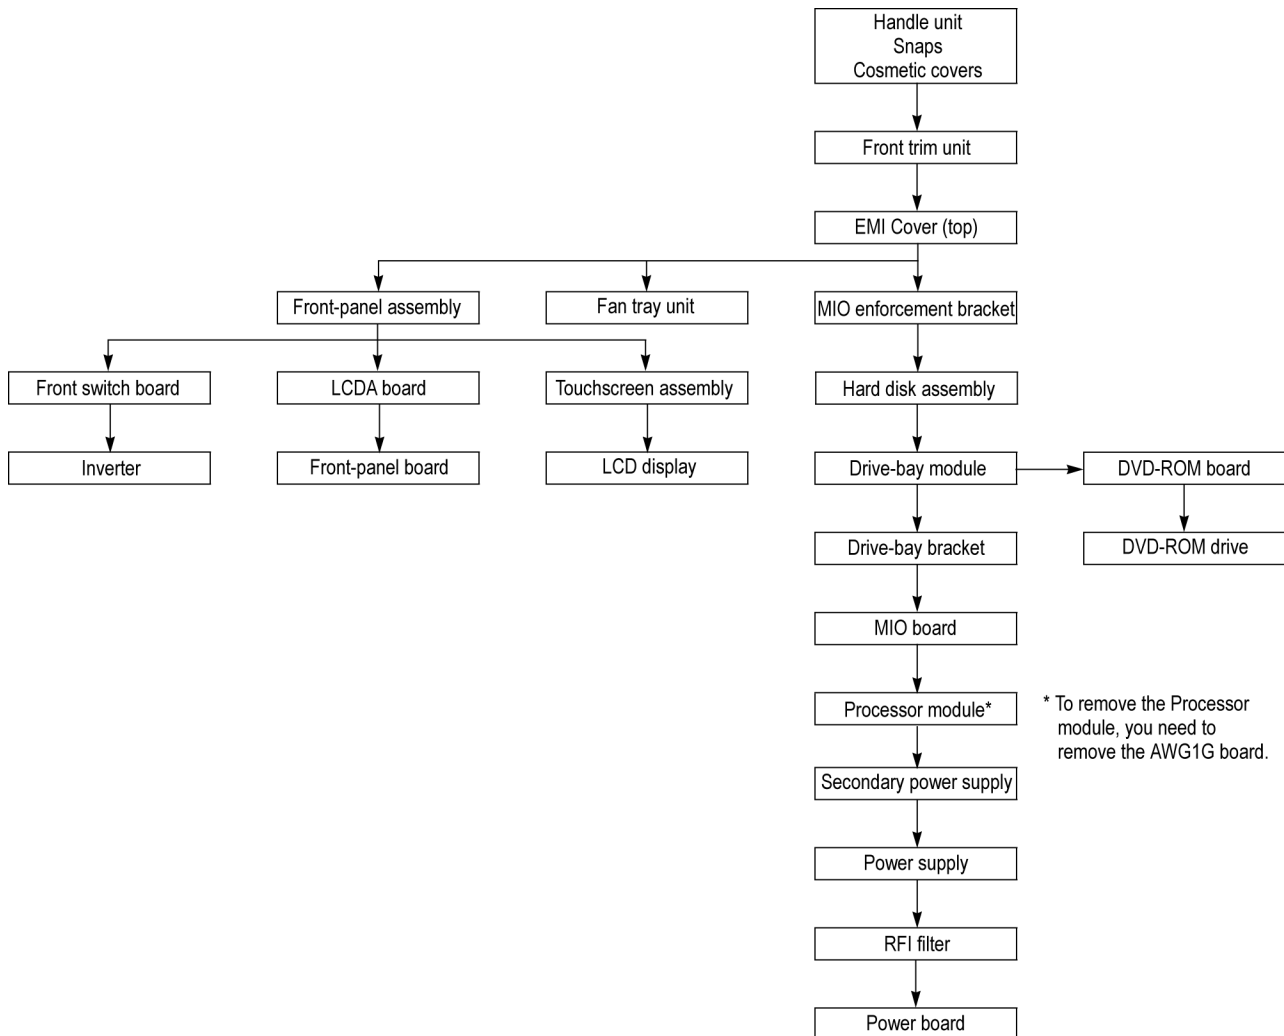 Handle unit
Snaps
Cosmetic covers
Front trim unit
EMI Cover (top)
Front-panel assembly
Fan tray unit
MIO enforcement bracket
Front switch board
LCDA board
Touchscreen assembly
Hard disk assembly
Inverter
Front-panel board
LCD display
Drive-bay module
DVD-ROM board
Drive-bay bracket
DVD-ROM drive
MIO board
Processor module*
* To remove the Processor
module, you need to
remove the AWG1G board.
Secondary power supply
Power supply
RFI filter
Power board